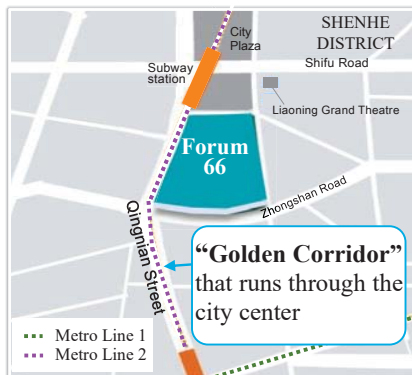 City
Plaza
SHENHE
DISTRICT
Shifu Road
Subway
station
Liaoning Grand Theatre
Forum
66
Zhongshan Road
Qingnian Street
“Golden Corridor”
that runs through the
city center
Metro Line 1
Metro Line 2